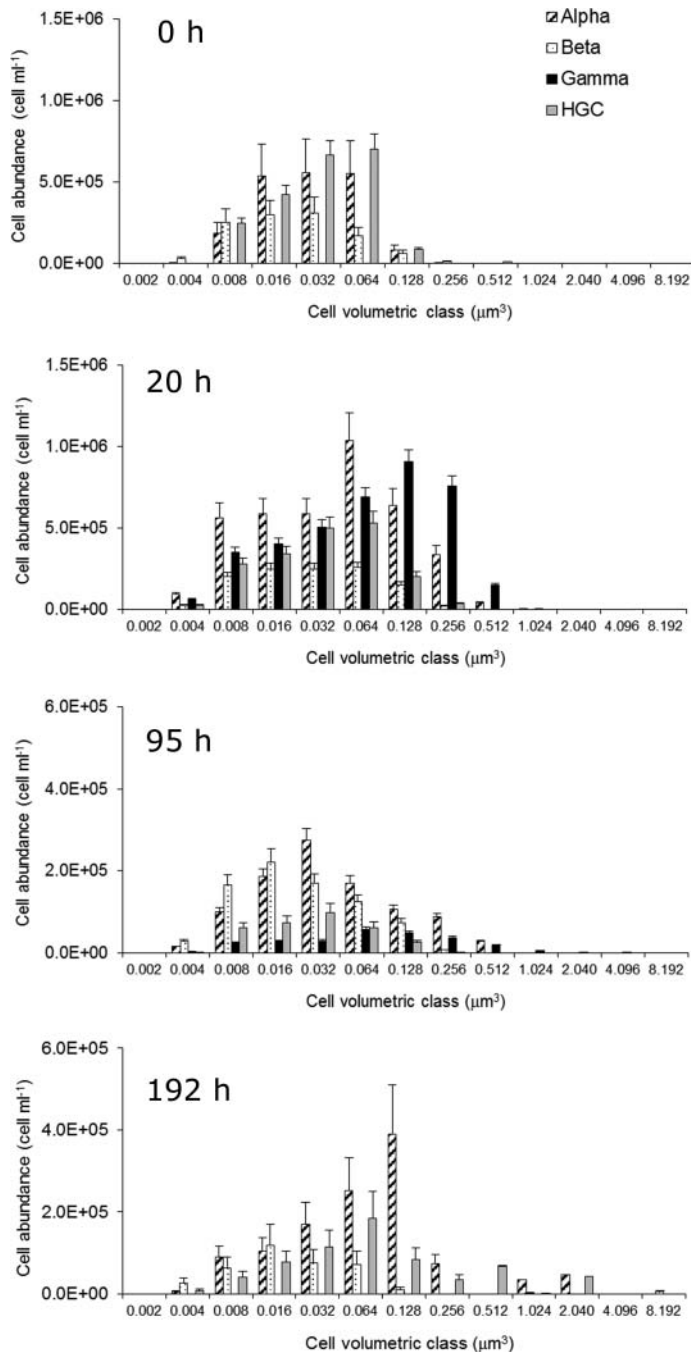 0 h
Alpha
Beta
Gamma
HGC
Cell abundance (cell ml-1)
1.5E+06
1.0E+06
5.0E+05
0.0E+00
0.002 0.004 0.008 0.016 0.032 0.064 0.128 0.256 0.512 1.024 2.040 4.096 8.192
Cell volumetric class (μm³)
20 h
Cell abundance (cell ml-1)
1.5E+06
1.0E+06
5.0E+05
0.0E+00
0.002 0.004 0.008 0.016 0.032 0.064 0.128 0.256 0.512 1.024 2.040 4.096 8.192
Cell volumetric class (μm³)
95 h
Cell abundance (cell ml-1)
6.0E+05
4.0E+05
2.0E+05
0.0E+00
0.002 0.004 0.008 0.016 0.032 0.064 0.128 0.256 0.512 1.024 2.040 4.096 8.192
Cell volumetric class (μm³)
192 h
Cell abundance (cell ml-1)
6.0E+05
4.0E+05
2.0E+05
0.0E+00
0.002 0.004 0.008 0.016 0.032 0.064 0.128 0.256 0.512 1.024 2.040 4.096 8.192
Cell volumetric class (μm³)